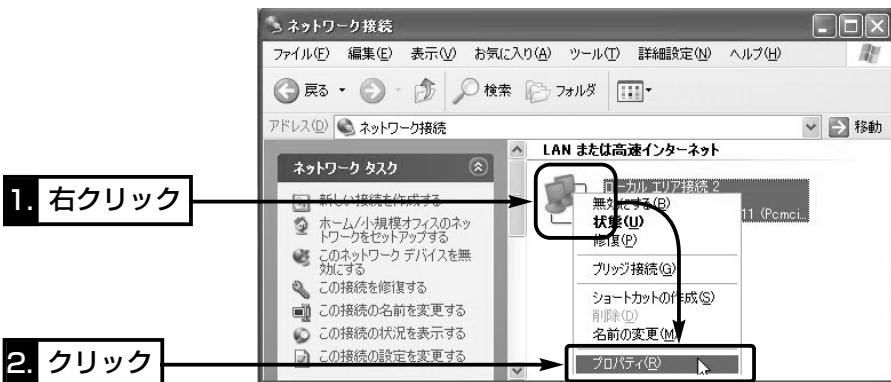 ネットワーク接続
ファイル(F) 編集(E) 表示(V) お気に入り(A) ツール(T) 詳細設定(N) ヘルプ(H)
戻る 検索 フォルダ
アドレス(D) ネットワーク接続 移動
ネットワーク タスク
新しい接続を作成する
ホーム/小規模オフィスのネッ
トワークをセットアップする
このネットワーク デバイスを無
効にする
この接続を修復する
この接続の名前を変更する
この接続の状況を表示する
この接続の設定を変更する
LAN または高速インターネット
ローカル エリア接続 2
11 (Pcmci...
無効にする(B)
状態(U)
修復(P)
ブリッジ接続(G)
ショートカットの作成(S)
削除(D)
名前の変更(M)
プロパティ(R)
1. 右クリック
2. クリック